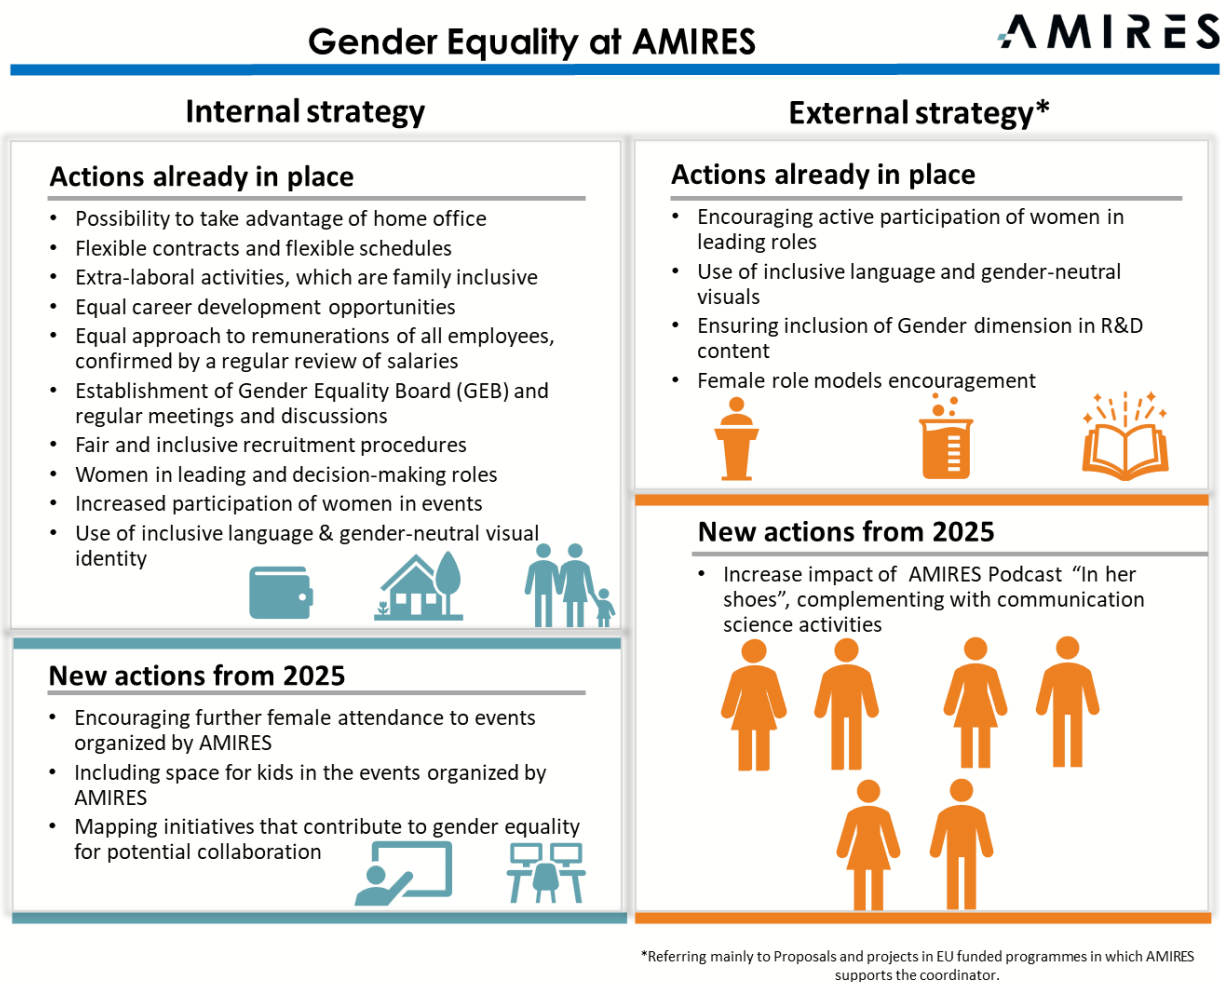 Gender Equality at AMIRES
AMIRES
Internal strategy
Actions already in place
• Possibility to take advantage of home office
• Flexible contracts and flexible schedules
• Extra-laboral activities, which are family inclusive
• Equal career development opportunities
• Equal approach to remunerations of all employees,
confirmed by a regular review of salaries
• Establishment of Gender Equality Board (GEB) and
regular meetings and discussions
• Fair and inclusive recruitment procedures
• Women in leading and decision-making roles
• Increased participation of women in events
• Use of inclusive language & gender-neutral visual
identity
New actions from 2025
• Encouraging further female attendance to events
organized by AMIRES
• Including space for kids in the events organized by
AMIRES
• Mapping initiatives that contribute to gender equality
for potential collaboration
External strategy*
Actions already in place
• Encouraging active participation of women in
leading roles
• Use of inclusive language and gender-neutral
visuals
• Ensuring inclusion of Gender dimension in R&D
content
• Female role models encouragement
New actions from 2025
• Increase impact of AMIRES Podcast “In her
shoes”, complementing with communication
science activities
*Referring mainly to Proposals and projects in EU funded programmes in which AMIRES
supports the coordinator.